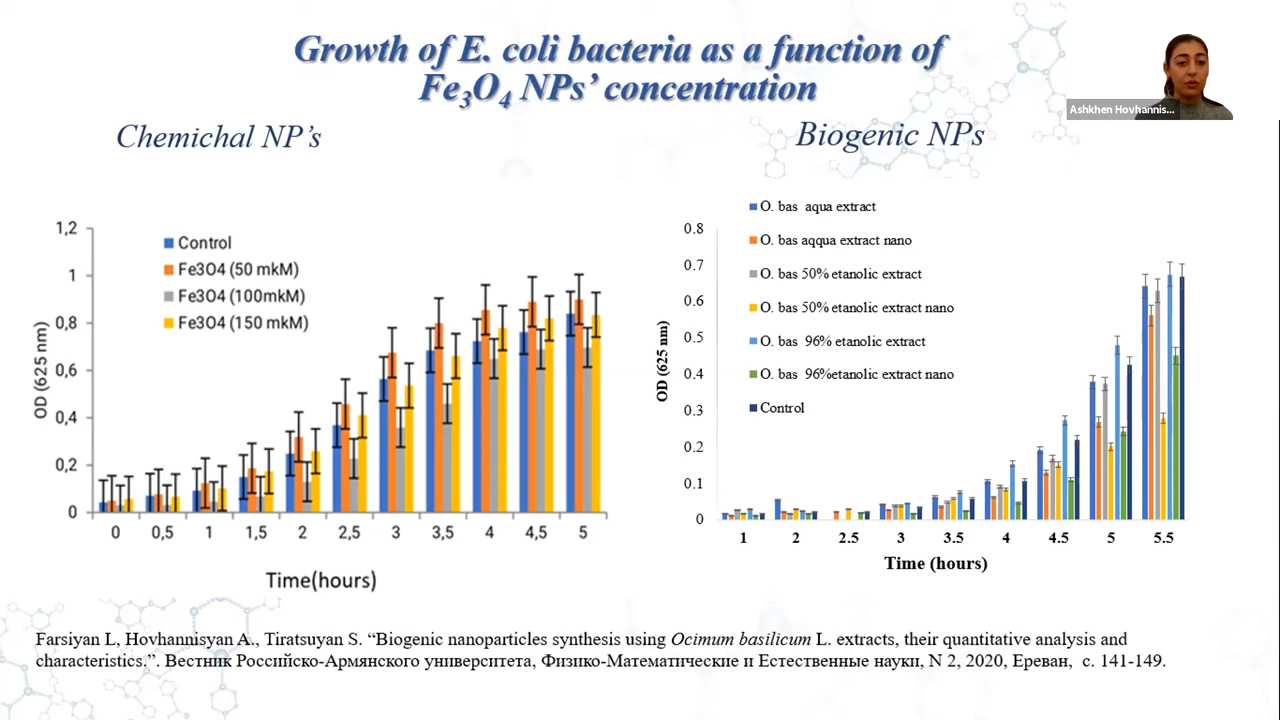 Growth of E. coli bacteria as a function of
Fe3O4 NPs’ concentration
Ashkhen Hovhannis...
Chemichal NP’s
Biogenic NPs
1,2
1
0,8
0,6
0,4
0,2
0
OD (625 nm)
Control
Fe3O4 (50 mkM)
Fe3O4 (100mkM)
Fe3O4 (150 mkM)
0 0,5 1 1,5 2 2,5 3 3,5 4 4,5 5
Time(hours)
0.8
0.7
0.6
0.5
0.4
0.3
0.2
0.1
0
OD (625 nm)
O. bas aqua extract
O. bas aqqua extract nano
O. bas 50% etanolic extract
O. bas 50% etanolic extract nano
O. bas 96% etanolic extract
O. bas 96%etanolic extract nano
Control
1 2 2.5 3 3.5 4 4.5 5 5.5
Time (hours)
Farsiyan L, Hovhannisyan A., Tiratsuyan S. “Biogenic nanoparticles synthesis using Ocimum basilicum L. extracts, their quantitative analysis and
characteristics.”. Вестник Российско-Армянского университета, Физико-Математические и Естественные науки, N 2, 2020, Ереван, с. 141-149.